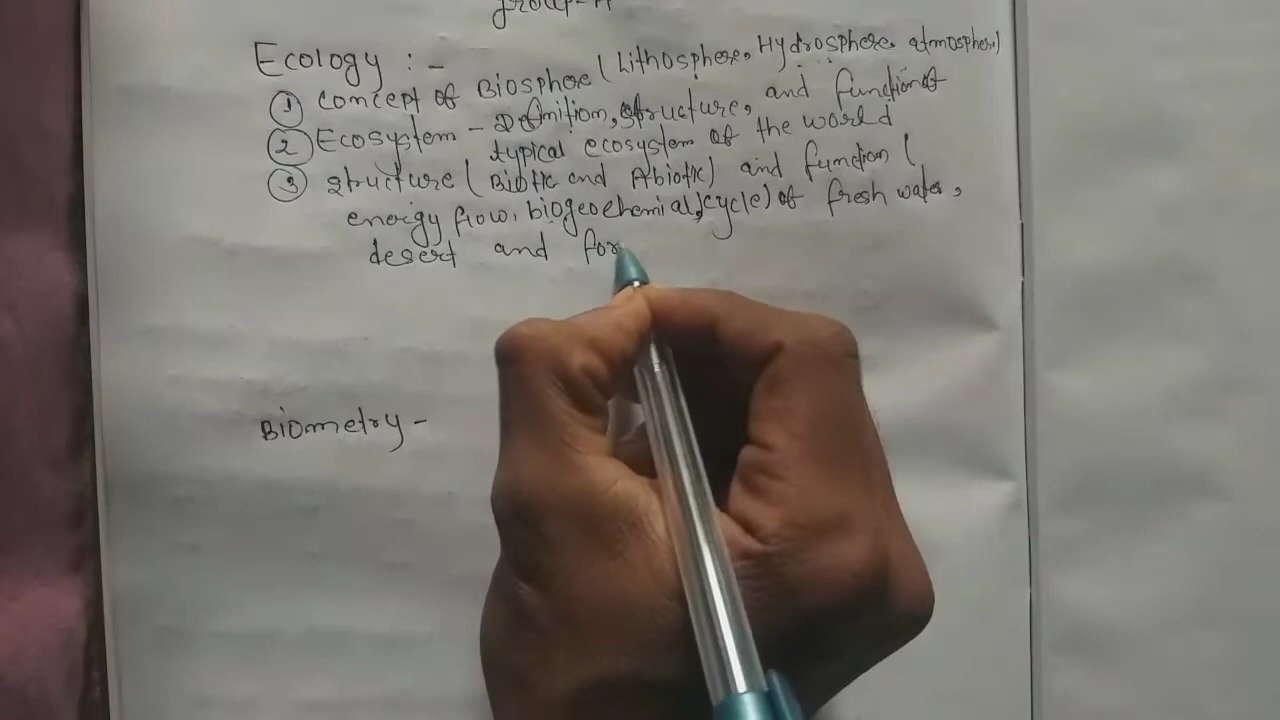 group-A
Ecology :-
① concept of Biosphere (Lithosphere, Hydrosphere, atmosphere)
② Ecosystem - Definition, structure, and function of
typical ecosystem of the world
③ structure (Biotic and Abiotic) and function (
energy flow, biogeochemial cycle) of fresh water,
desert and for
Biometry -